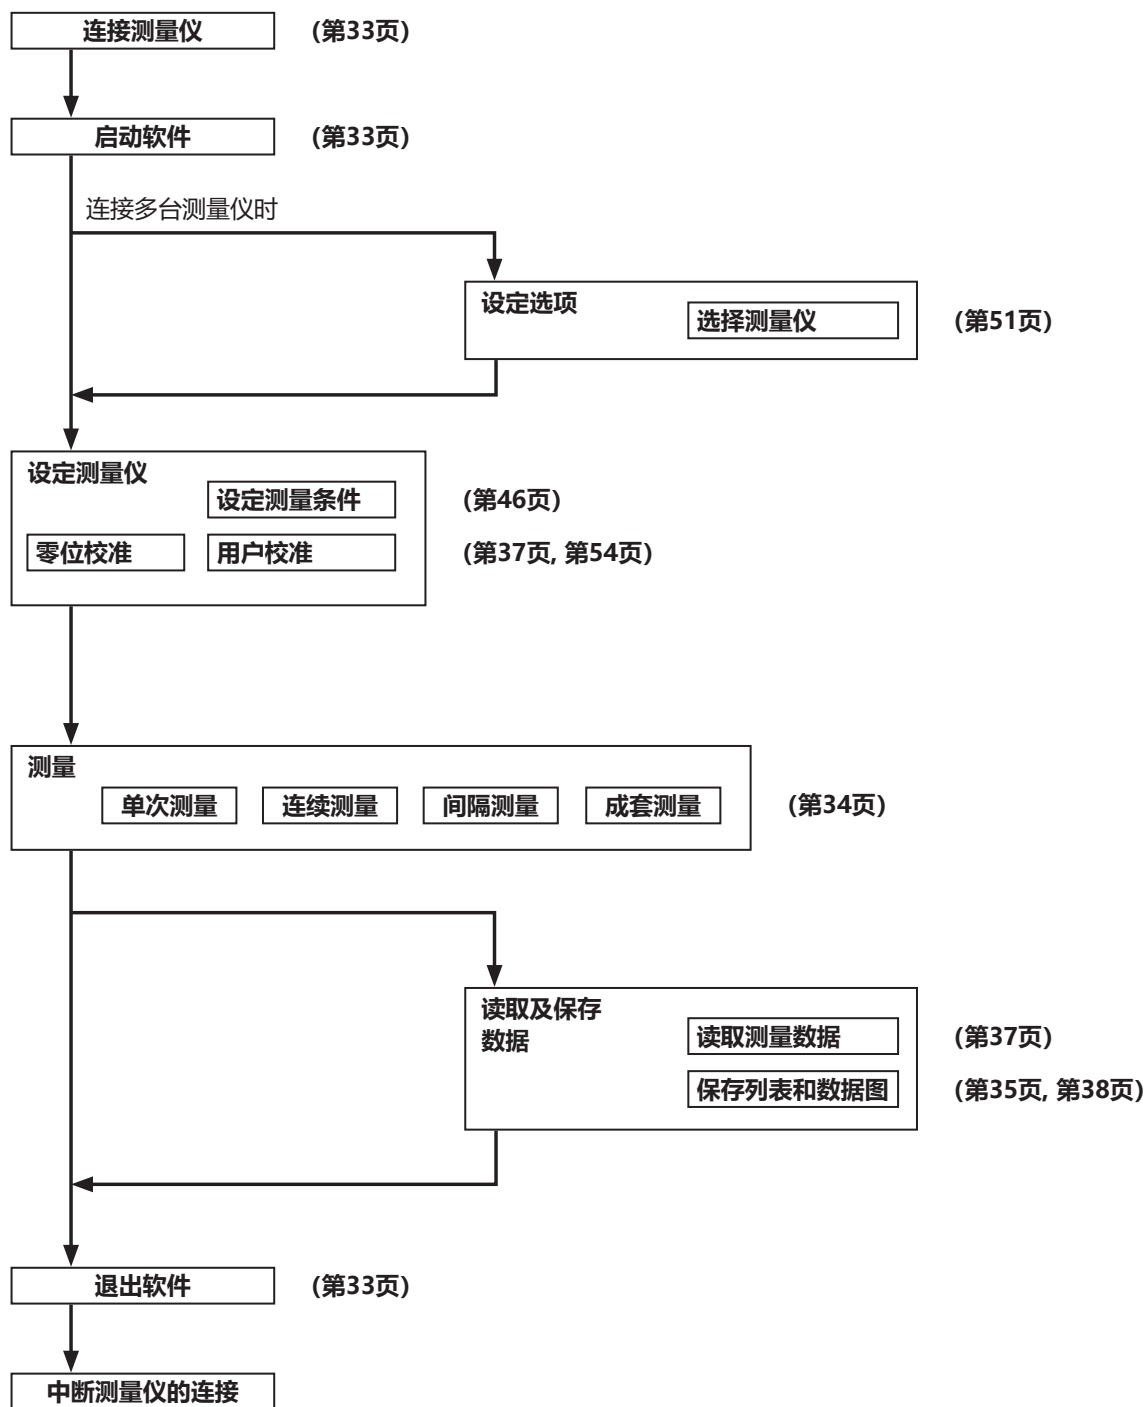 连接测量仪 (第33页)
启动软件 (第33页)
连接多台测量仪时
设定选项
选择测量仪 (第51页)
设定测量仪
设定测量条件 (第46页)
零位校准 用户校准 (第37页, 第54页)
测量
单次测量 连续测量 间隔测量 成套测量 (第34页)
读取及保存
数据
读取测量数据 (第37页)
保存列表和数据图 (第35页, 第38页)
退出软件 (第33页)
中断测量仪的连接